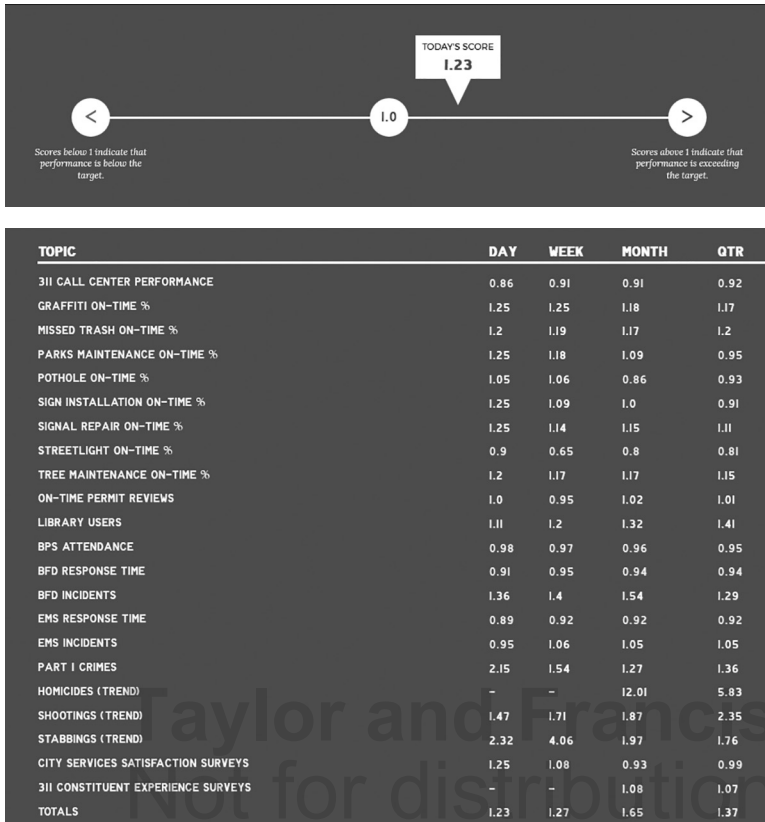 TODAY'S SCORE
1.23
<
1.0
>
Scores below 1 indicate that
performance is below the
target.
Scores above 1 indicate that
performance is exceeding
the target.
TOPIC DAY WEEK MONTH QTR
311 CALL CENTER PERFORMANCE 0.86 0.91 0.91 0.92
GRAFFITI ON-TIME % 1.25 1.25 1.18 1.17
MISSED TRASH ON-TIME % 1.2 1.19 1.17 1.2
PARKS MAINTENANCE ON-TIME % 1.25 1.18 1.09 0.95
POTHOLE ON-TIME % 1.05 1.06 0.86 0.93
SIGN INSTALLATION ON-TIME % 1.25 1.09 1.0 0.91
SIGNAL REPAIR ON-TIME % 1.25 1.14 1.15 1.11
STREETLIGHT ON-TIME % 0.9 0.65 0.8 0.81
TREE MAINTENANCE ON-TIME % 1.2 1.17 1.17 1.15
ON-TIME PERMIT REVIEWS 1.0 0.95 1.02 1.01
LIBRARY USERS 1.11 1.2 1.32 1.41
BPS ATTENDANCE 0.98 0.97 0.96 0.95
BFD RESPONSE TIME 0.91 0.95 0.94 0.94
BFD INCIDENTS 1.36 1.4 1.54 1.29
EMS RESPONSE TIME 0.89 0.92 0.92 0.92
EMS INCIDENTS 0.95 1.06 1.05 1.05
PART 1 CRIMES 2.15 1.54 1.27 1.36
HOMICIDES (TREND) - - 12.01 5.83
SHOOTINGS (TREND) 1.47 1.71 1.87 2.35
STABBINGS (TREND) 2.32 4.06 1.97 1.76
CITY SERVICES SATISFACTION SURVEYS 1.25 1.08 0.93 0.99
311 CONSTITUENT EXPERIENCE SURVEYS - - 1.08 1.07
TOTALS 1.23 1.27 1.65 1.37
Taylor and Francis
Not for distribution